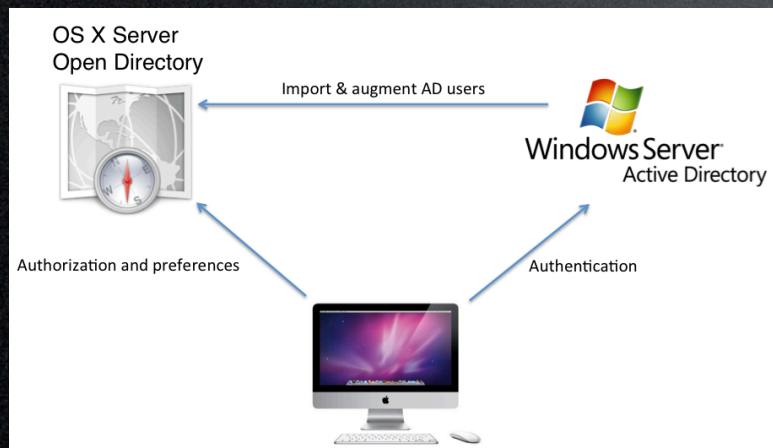 OS X Server
Open Directory
Import & augment AD users
Windows Server
Active Directory
Authorization and preferences
Authentication